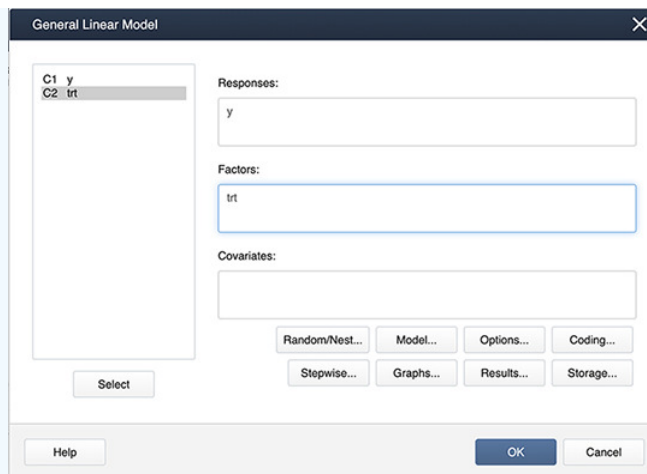 General Linear Model
C1 y
C2 trt
Responses:
y
Factors:
trt
Covariates:
Random/Nest... Model... Options... Coding...
Stepwise... Graphs... Results... Storage...
Select
Help OK Cancel